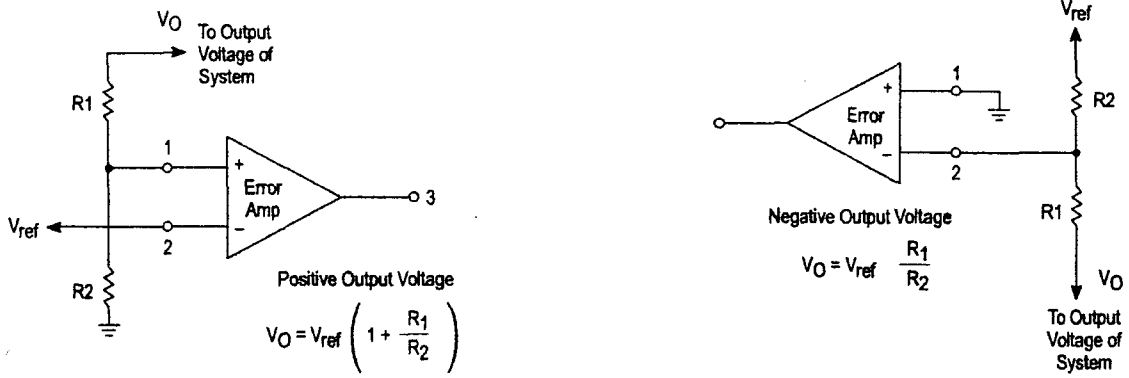 VO
To Output
Voltage of
System
R1
1
+
Error
Amp
3
Vref
2
−
R2
Positive Output Voltage
VO = Vref ( 1 + R1 / R2 )
Vref
1
+
R2
Error
Amp
−
2
R1
Negative Output Voltage
VO = Vref R1 / R2
VO
To Output
Voltage of
System